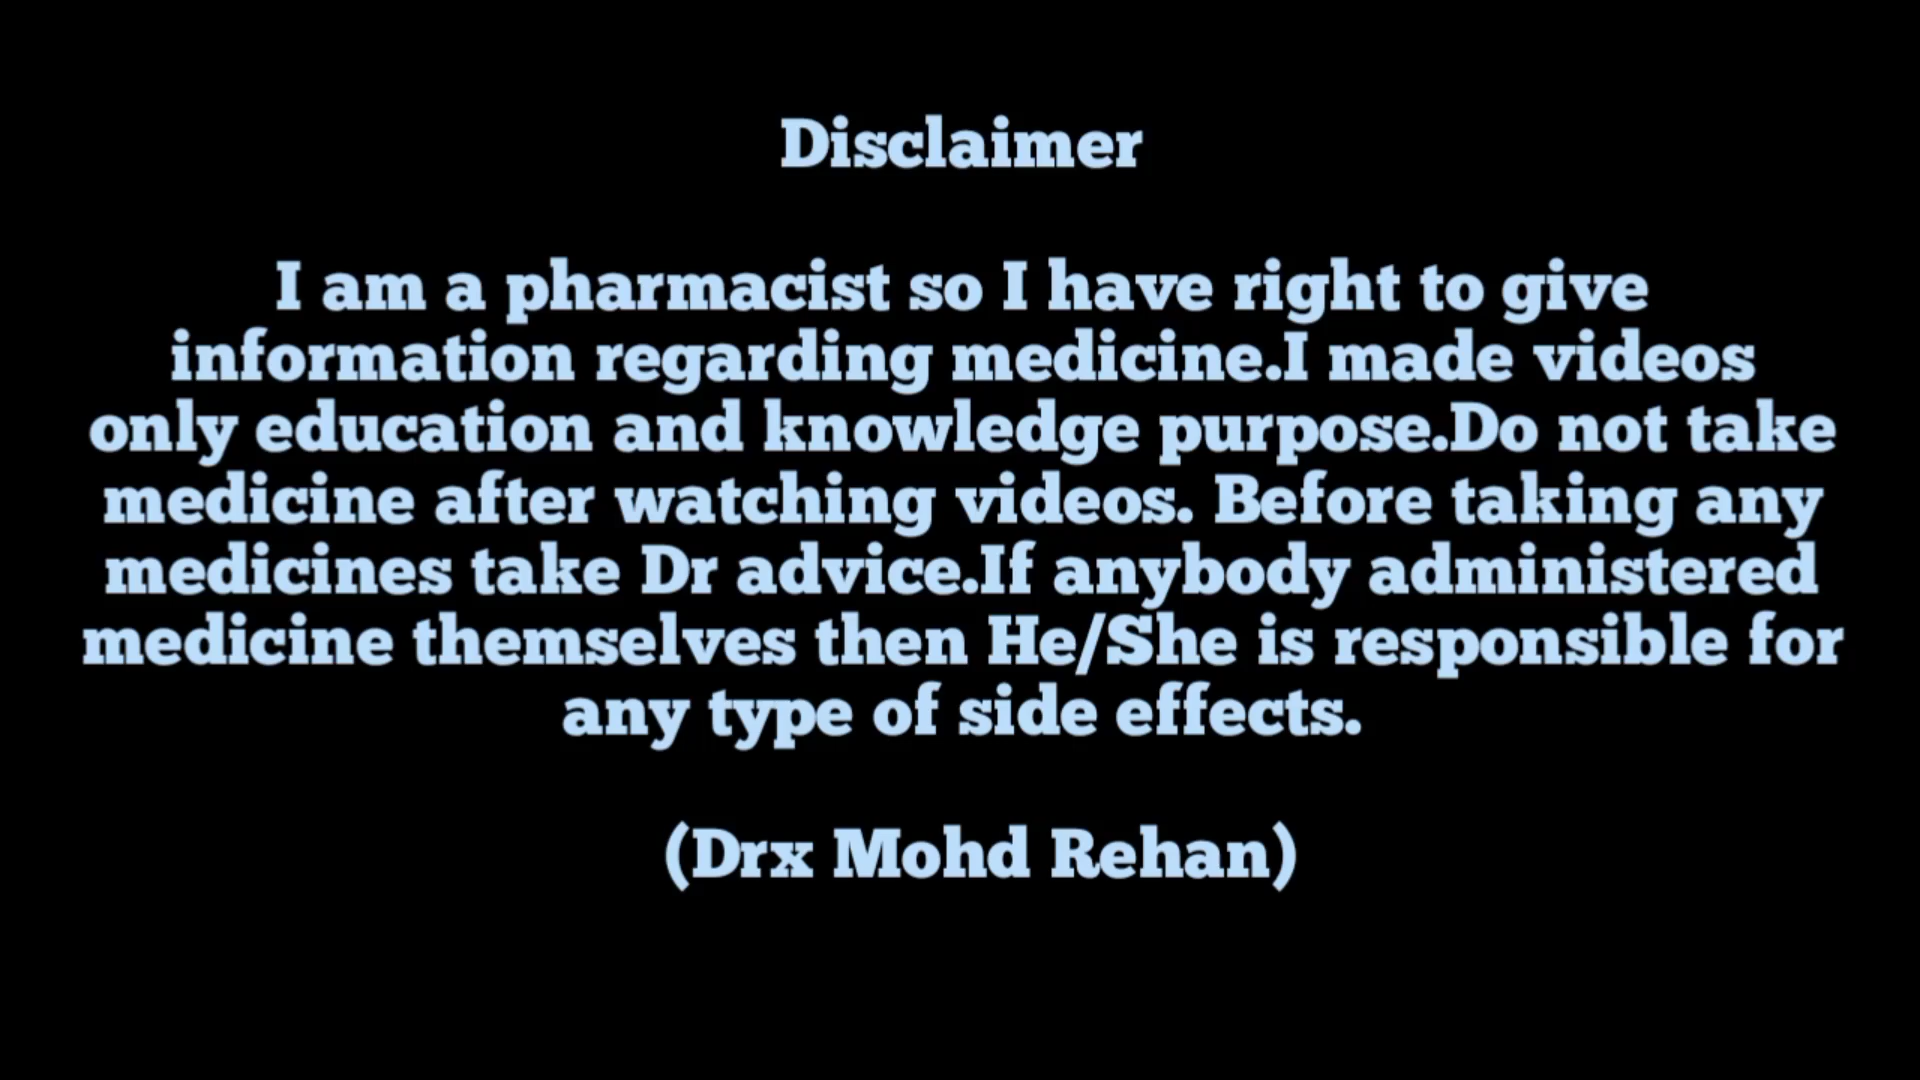 Disclaimer
I am a pharmacist so I have right to give
information regarding medicine.I made videos
only education and knowledge purpose.Do not take
medicine after watching videos. Before taking any
medicines take Dr advice.If anybody administered
medicine themselves then He/She is responsible for
any type of side effects.
(Drx Mohd Rehan)